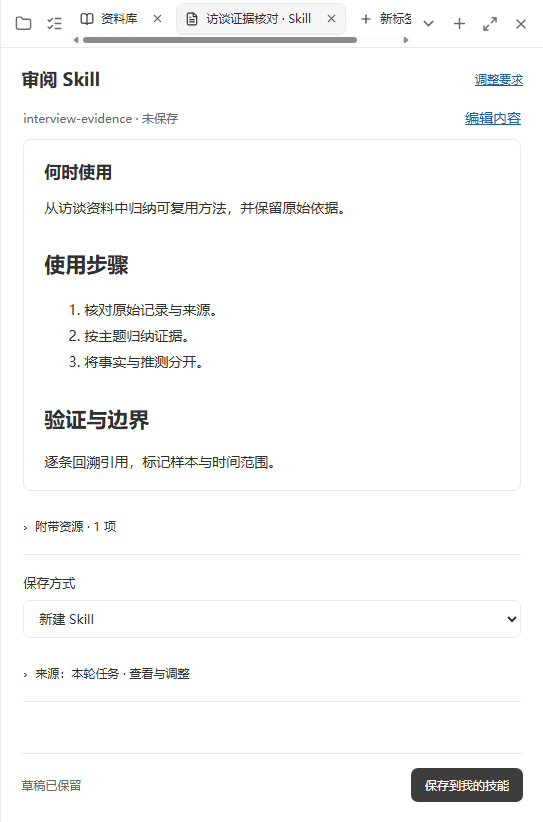 资料库
访谈证据核对 · Skill
新标签
审阅 Skill
调整要求
interview-evidence · 未保存
编辑内容
何时使用
从访谈资料中归纳可复用方法，并保留原始依据。
使用步骤
1. 核对原始记录与来源。
2. 按主题归纳证据。
3. 将事实与推测分开。
验证与边界
逐条回溯引用，标记样本与时间范围。
附带资源 · 1 项
保存方式
新建 Skill
来源：本轮任务 · 查看与调整
草稿已保留
保存到我的技能